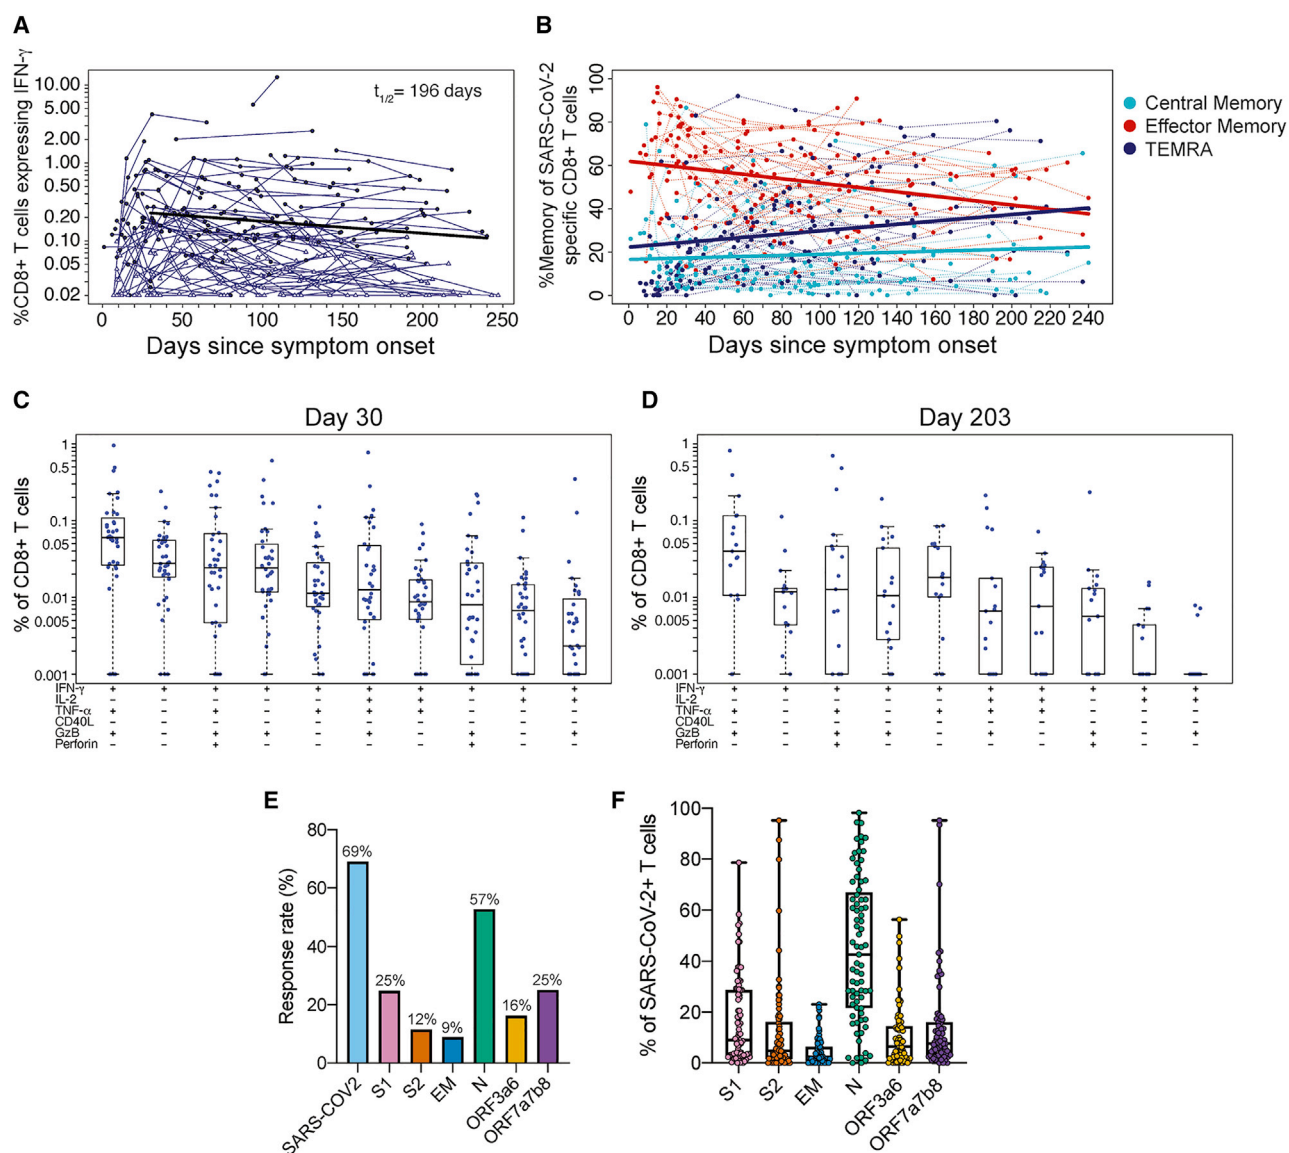 A
%CD8+ T cells expressing IFN-γ
10.00
5.00
2.00
1.00
0.50
0.20
0.10
0.05
0.02
t1/2= 196 days
0 50 100 150 200 250
Days since symptom onset
B
%Memory of SARS-CoV-2
specific CD8+ T cells
100
80
60
40
20
0
0 20 40 60 80 100 120 140 160 180 200 220 240
Days since symptom onset
Central Memory
Effector Memory
TEMRA
C
Day 30
% of CD8+ T cells
1
0.5
0.1
0.05
0.01
0.005
0.001
IFN-γ + + + + + + + + + +
IL-2 – – – – – + + – + +
TNF-α + – + – + + + – – –
CD40L – – – – – – – – – –
GzB + – + + – + – + – +
Perforin – – + – – – – + – –
D
Day 203
% of CD8+ T cells
1
0.5
0.1
0.05
0.01
0.005
0.001
IFN-γ + + + + + + + + + +
IL-2 – – – – – + + – + +
TNF-α + – + – + + + – – –
CD40L – – – – – – – – – –
GzB + – + + – + – + – +
Perforin – – + – – – – + – –
E
Response rate (%)
80
60
40
20
0
69%
25%
12%
9%
57%
16%
25%
SARS-COV2
S1
S2
EM
N
ORF3a6
ORF7a7b8
F
% of SARS-CoV-2+ T cells
100
80
60
40
20
0
S1
S2
EM
N
ORF3a6
ORF7a7b8